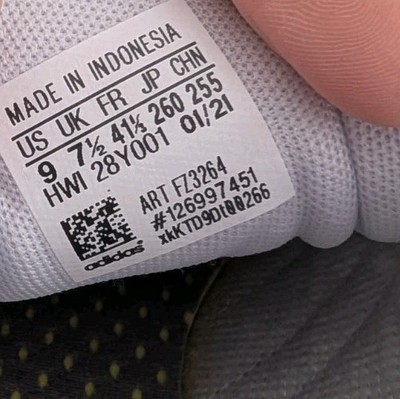 MADE IN INDONESIA
US UK FR JP CHN
9 7½ 41⅓ 260 255
HWI 28Y001 01/21
ART FZ3264
#126997451
adidas